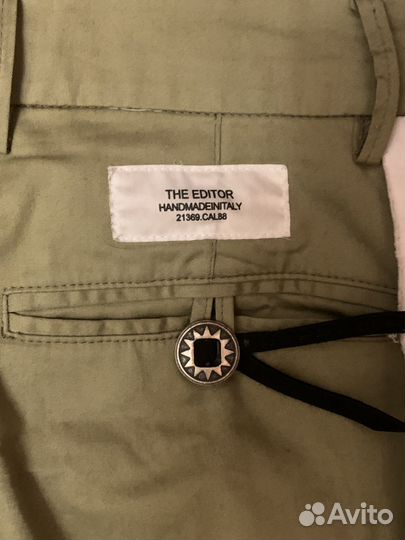 THE EDITOR
HANDMADEINITALY
21369.CAL88
Avito